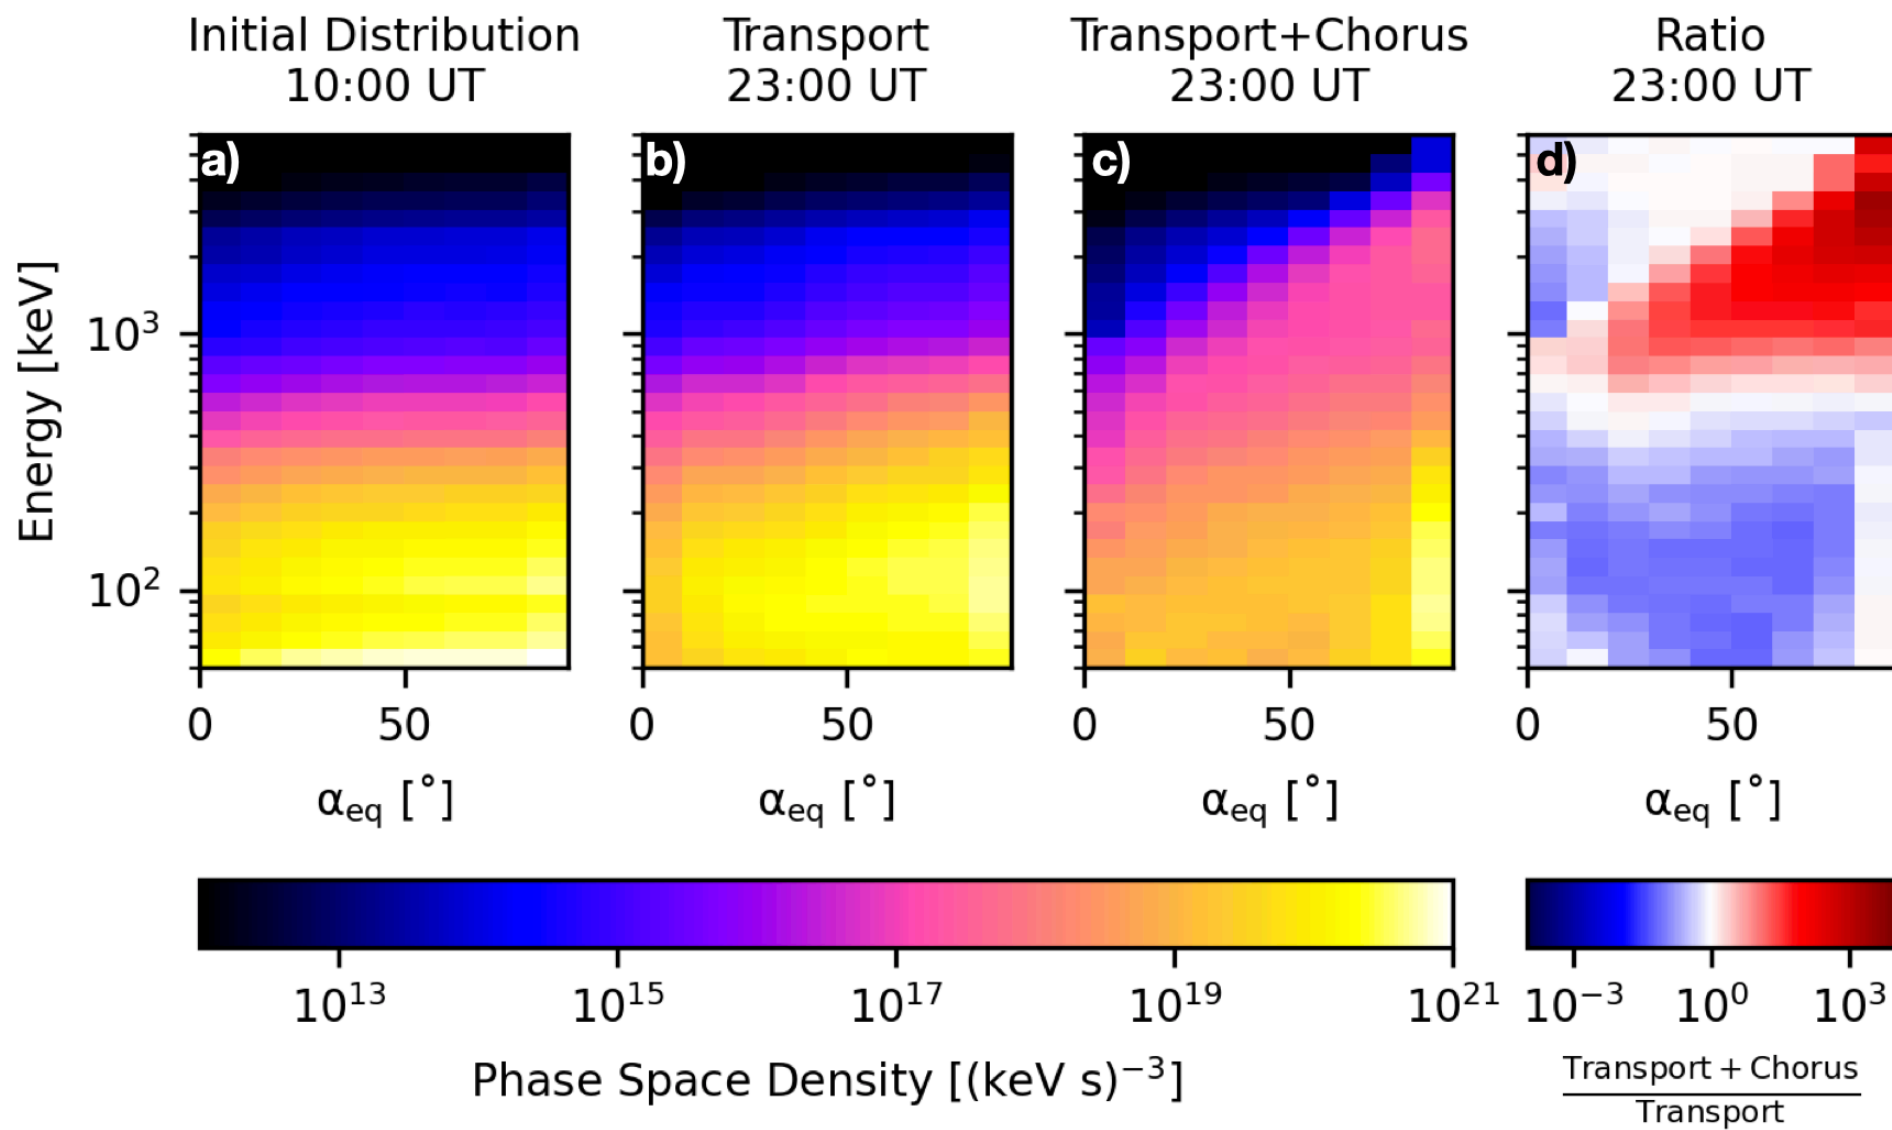 Initial Distribution
10:00 UT
Transport
23:00 UT
Transport+Chorus
23:00 UT
Ratio
23:00 UT
a)
b)
c)
d)
Energy [keV]
10³
10²
0 50
0 50
0 50
0 50
α_eq [°]
α_eq [°]
α_eq [°]
α_eq [°]
10¹³ 10¹⁵ 10¹⁷ 10¹⁹ 10²¹
Phase Space Density [(keV s)⁻³]
10⁻³ 10⁰ 10³
Transport + Chorus
Transport